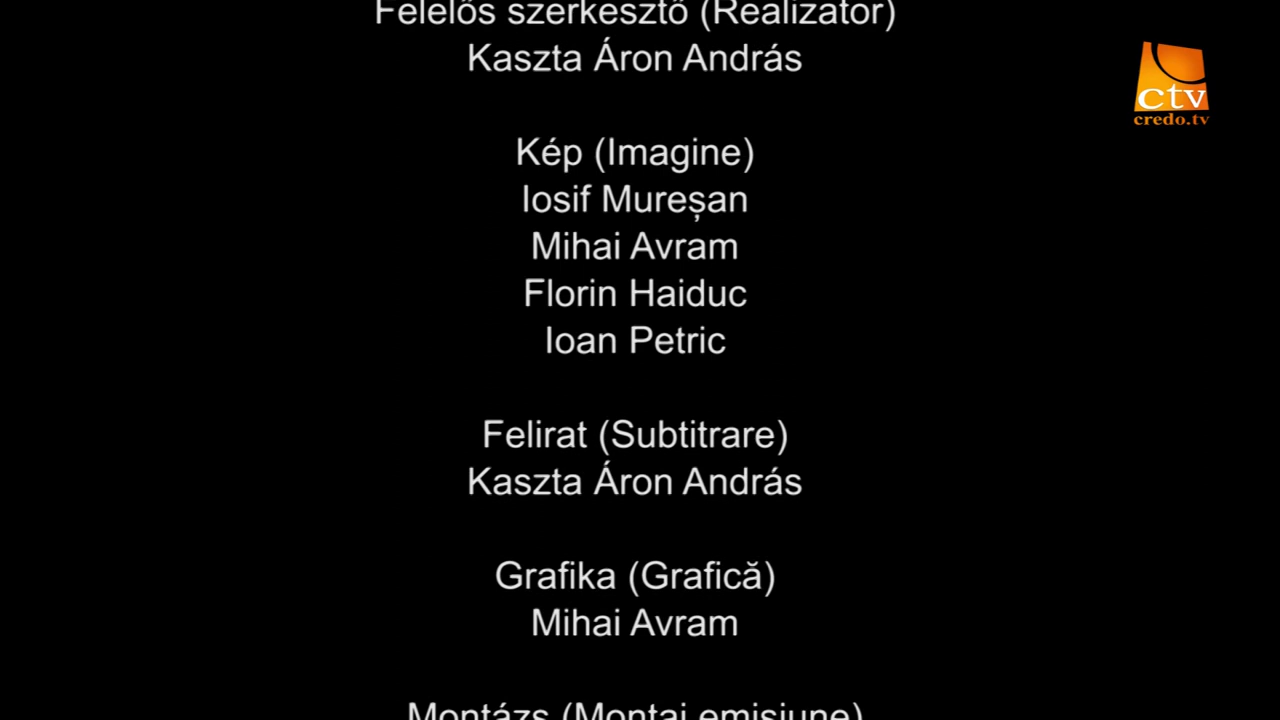 Felelős szerkesztő (Realizator)
Kaszta Áron András
Kép (Imagine)
Iosif Mureșan
Mihai Avram
Florin Haiduc
Ioan Petric
Felirat (Subtitrare)
Kaszta Áron András
Grafika (Grafică)
Mihai Avram
Montázs (Montaj emisiune)
ctv
credo.tv